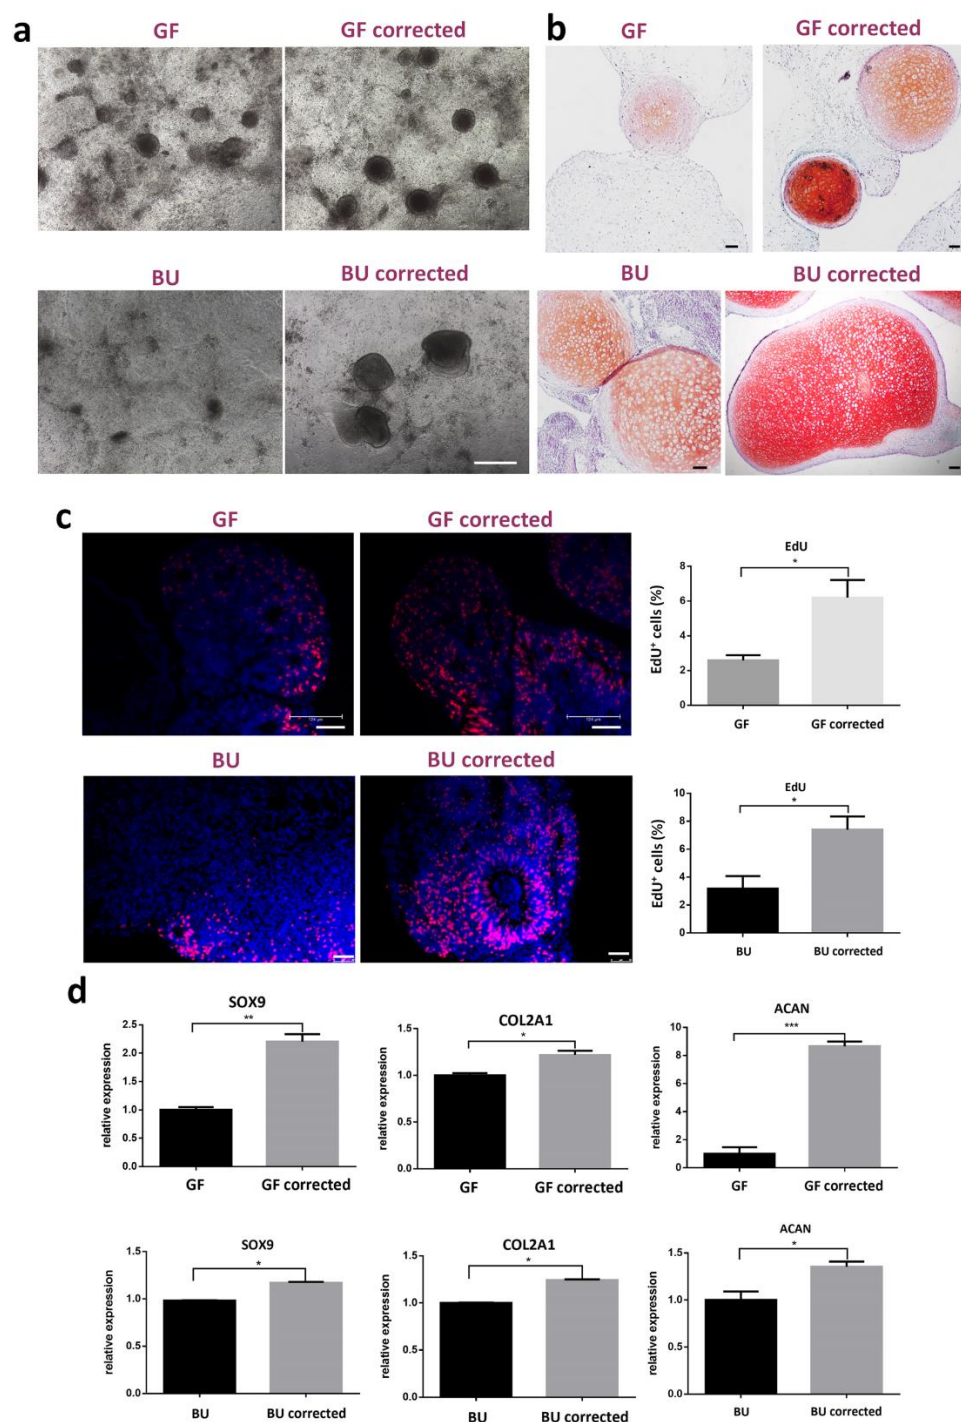 a
GF
GF corrected
BU
BU corrected
b
GF
GF corrected
BU
BU corrected
c
GF
GF corrected
BU
BU corrected
EdU
*
EdU⁺ cells (%)
8
6
4
2
0
GF
GF corrected
EdU
*
EdU⁺ cells (%)
10
8
6
4
2
0
BU
BU corrected
d
SOX9
**
relative expression
2.5
2.0
1.5
1.0
0.5
0.0
GF
GF corrected
COL2A1
*
relative expression
1.5
1.0
0.5
0.0
GF
GF corrected
ACAN
***
relative expression
10
8
6
4
2
0
GF
GF corrected
SOX9
*
relative expression
1.5
1.0
0.5
0.0
BU
BU corrected
COL2A1
*
relative expression
1.5
1.0
0.5
0.0
BU
BU corrected
ACAN
*
relative expression
1.5
1.0
0.5
0.0
BU
BU corrected